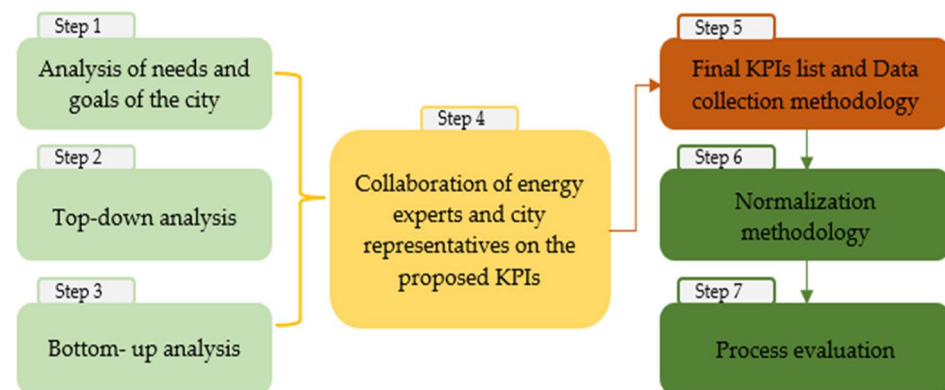 Step 1
Analysis of needs and
goals of the city
Step 2
Top-down analysis
Step 3
Bottom- up analysis
Step 4
Collaboration of energy
experts and city
representatives on the
proposed KPIs
Step 5
Final KPIs list and Data
collection methodology
Step 6
Normalization
methodology
Step 7
Process evaluation